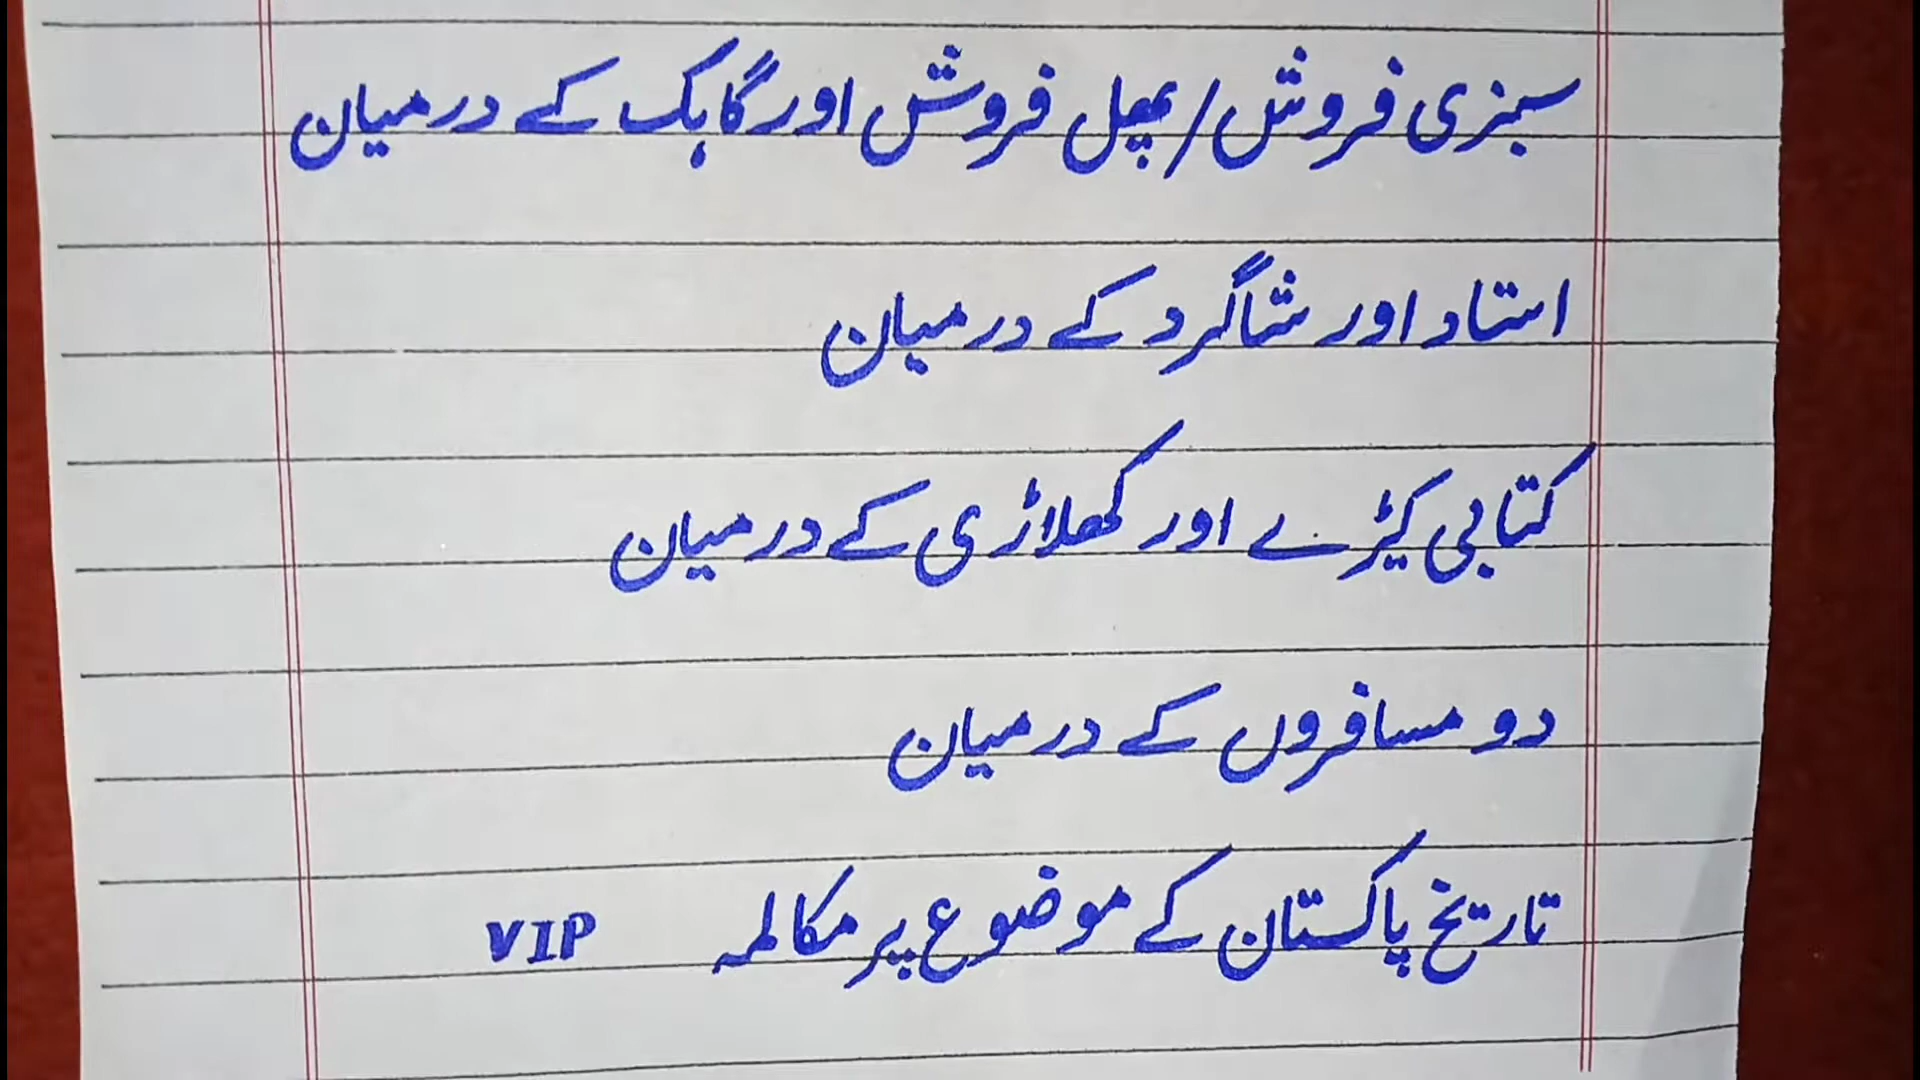 سبزی فروش/پھل فروش اور گاہک کے درمیان
استاد اور شاگرد کے درمیان
کتابی کیڑے اور کھلاڑی کے درمیان
دو مسافروں کے درمیان
تاریخ پاکستان کے موضوع پر مکالمہ VIP